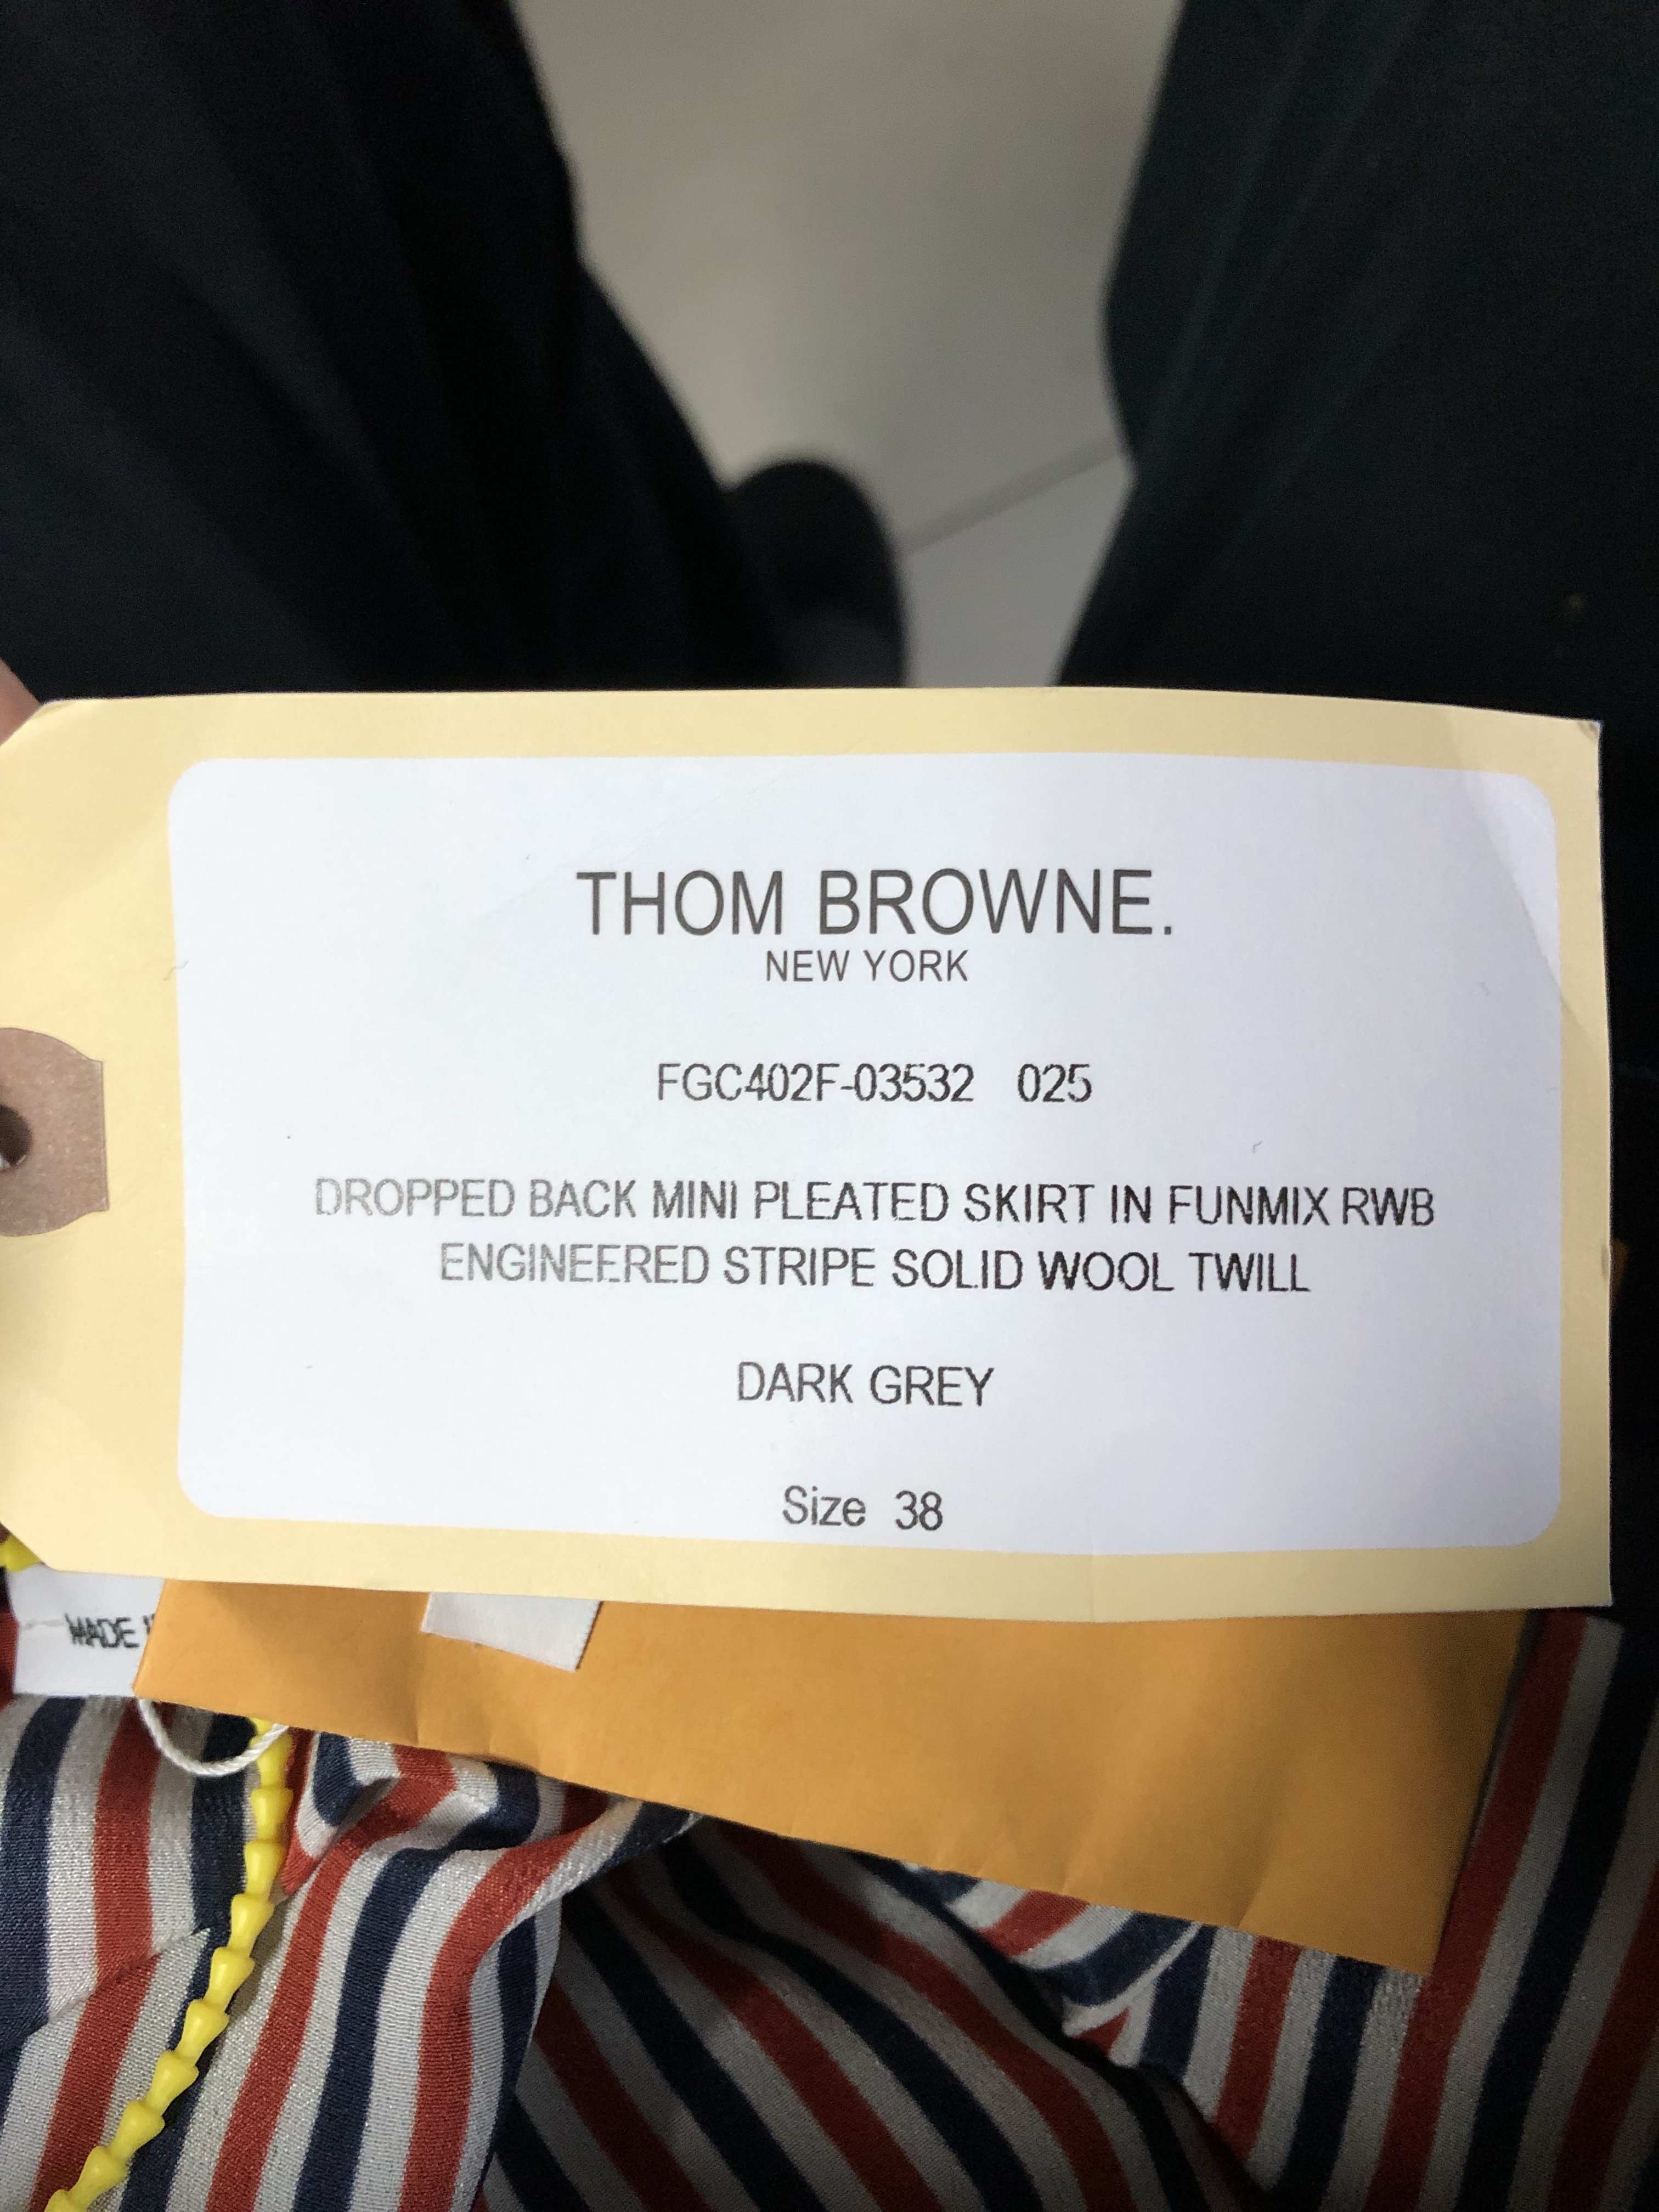 THOM BROWNE.
NEW YORK
FGC402F-03532 025
DROPPED BACK MINI PLEATED SKIRT IN FUNMIX RWB
ENGINEERED STRIPE SOLID WOOL TWILL
DARK GREY
Size 38
MADE